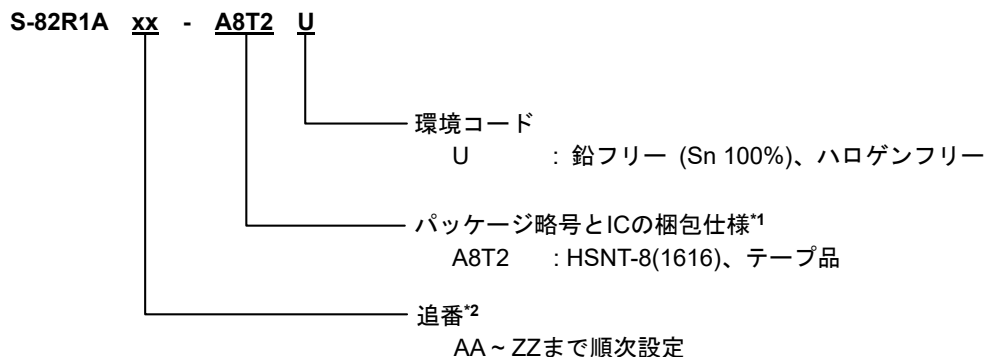 S-82R1A xx - A8T2 U
環境コード
U : 鉛フリー (Sn 100%)、ハロゲンフリー
パッケージ略号とICの梱包仕様*1
A8T2 : HSNT-8(1616)、テープ品
追番*2
AA ~ ZZまで順次設定